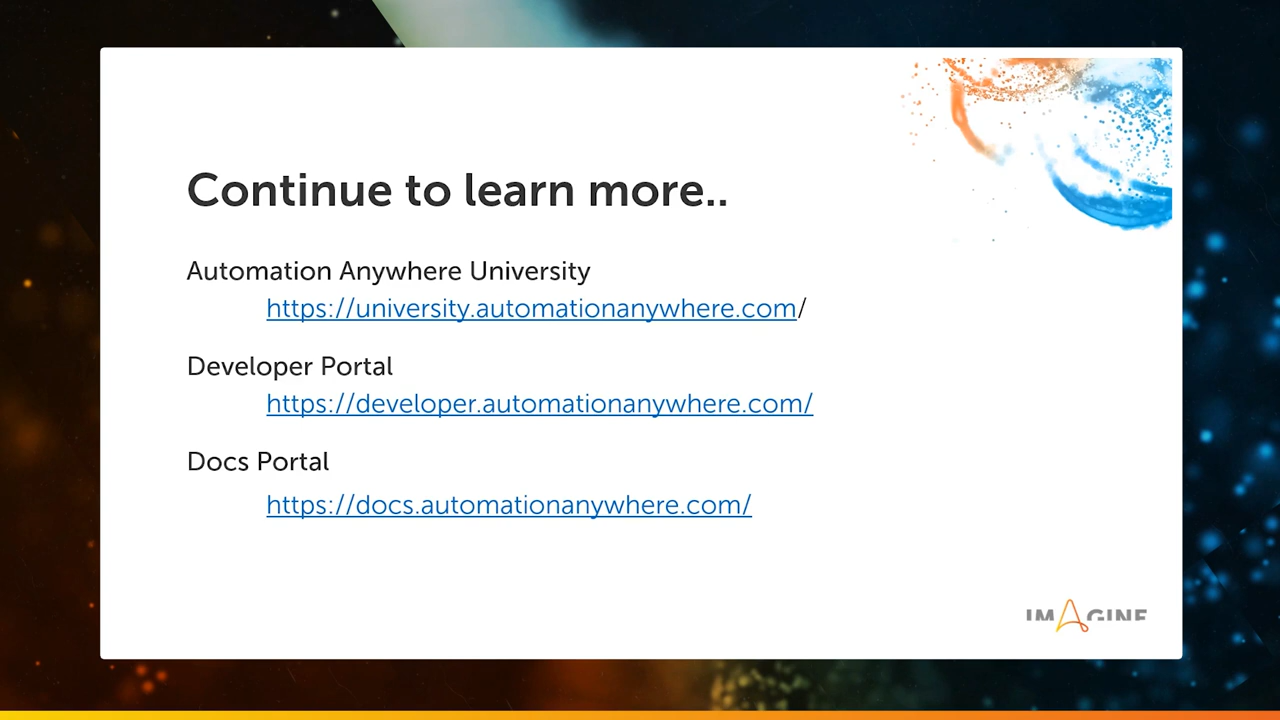 Continue to learn more..
Automation Anywhere University
https://university.automationanywhere.com/
Developer Portal
https://developer.automationanywhere.com/
Docs Portal
https://docs.automationanywhere.com/
IMAGINE